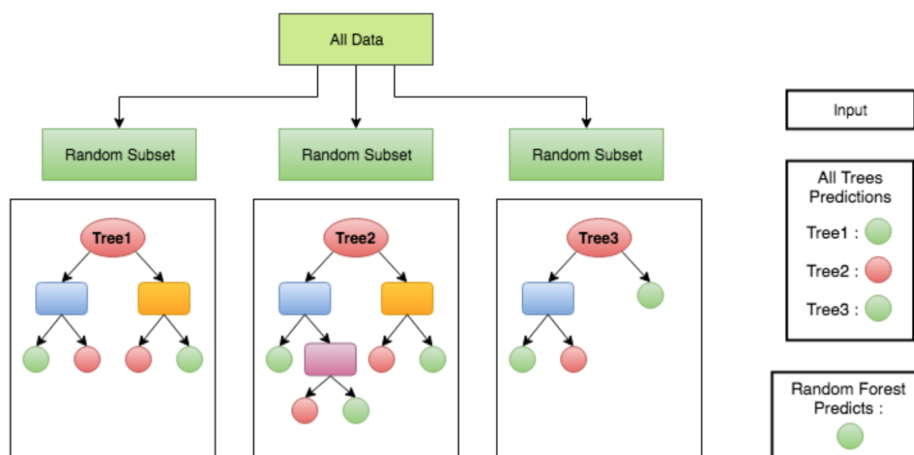 All Data
Random Subset
Random Subset
Random Subset
Tree1
Tree2
Tree3
Input
All Trees
Predictions
Tree1 :
Tree2 :
Tree3 :
Random Forest
Predicts :